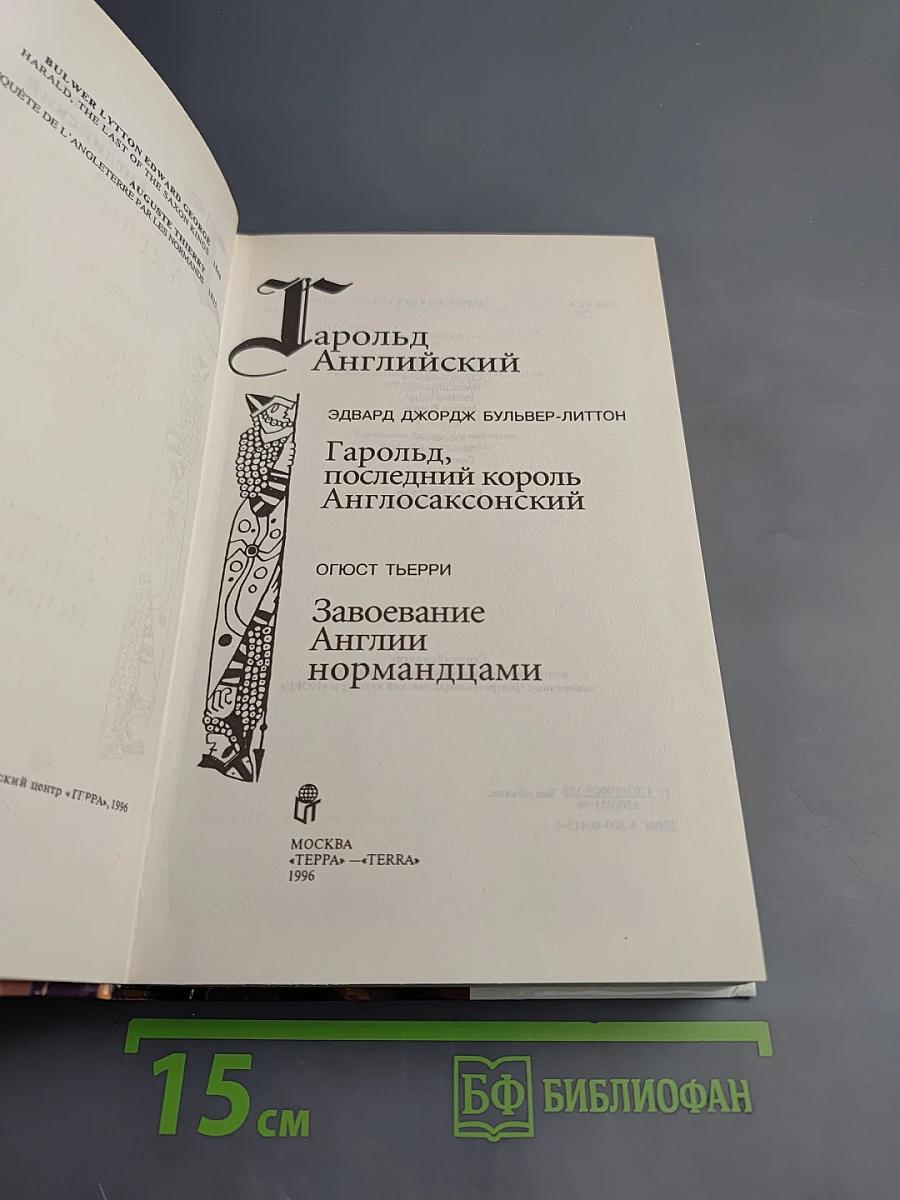 BULWER LYTTON EDWARD GEORGE
HARALD, THE LAST OF THE SAXON KINGS
AUGUSTE THIERRY
DE L'ANGLETERRE PAR LES NORMANDS
центр «ТЕРРА», 1996
Гарольд
Английский
ЭДВАРД ДЖОРДЖ БУЛЬВЕР-ЛИТТОН
Гарольд,
последний король
Англосаксонский
ОГЮСТ ТЬЕРРИ
Завоевание
Англии
нормандцами
МОСКВА
«ТЕРРА» —«TERRA»
1996
15 см
БФ БИБЛИОФАН